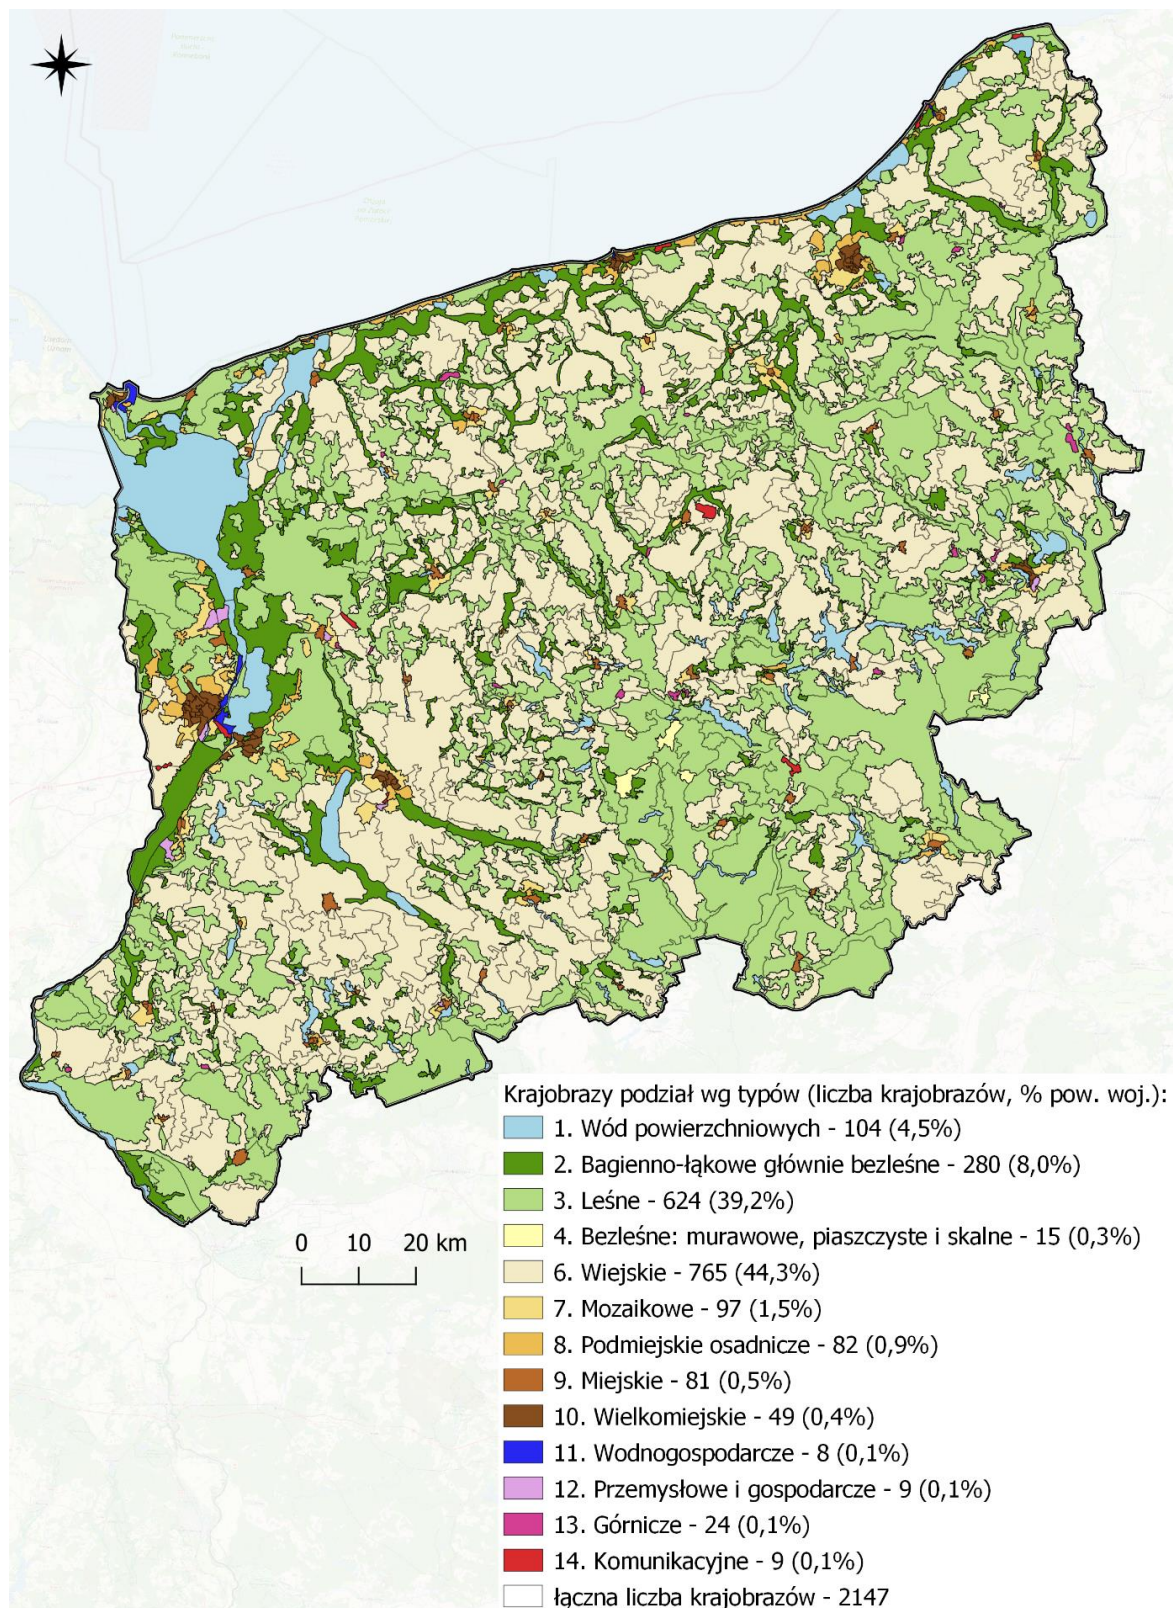 0 10 20 km
Krajobrazy podział wg typów (liczba krajobrazów, % pow. woj.):
1. Wód powierzchniowych - 104 (4,5%)
2. Bagienno-łąkowe głównie bezleśne - 280 (8,0%)
3. Leśne - 624 (39,2%)
4. Bezleśne: murawowe, piaszczyste i skalne - 15 (0,3%)
6. Wiejskie - 765 (44,3%)
7. Mozaikowe - 97 (1,5%)
8. Podmiejskie osadnicze - 82 (0,9%)
9. Miejskie - 81 (0,5%)
10. Wielkomiejskie - 49 (0,4%)
11. Wodnogospodarcze - 8 (0,1%)
12. Przemysłowe i gospodarcze - 9 (0,1%)
13. Górnicze - 24 (0,1%)
14. Komunikacyjne - 9 (0,1%)
łączna liczba krajobrazów - 2147